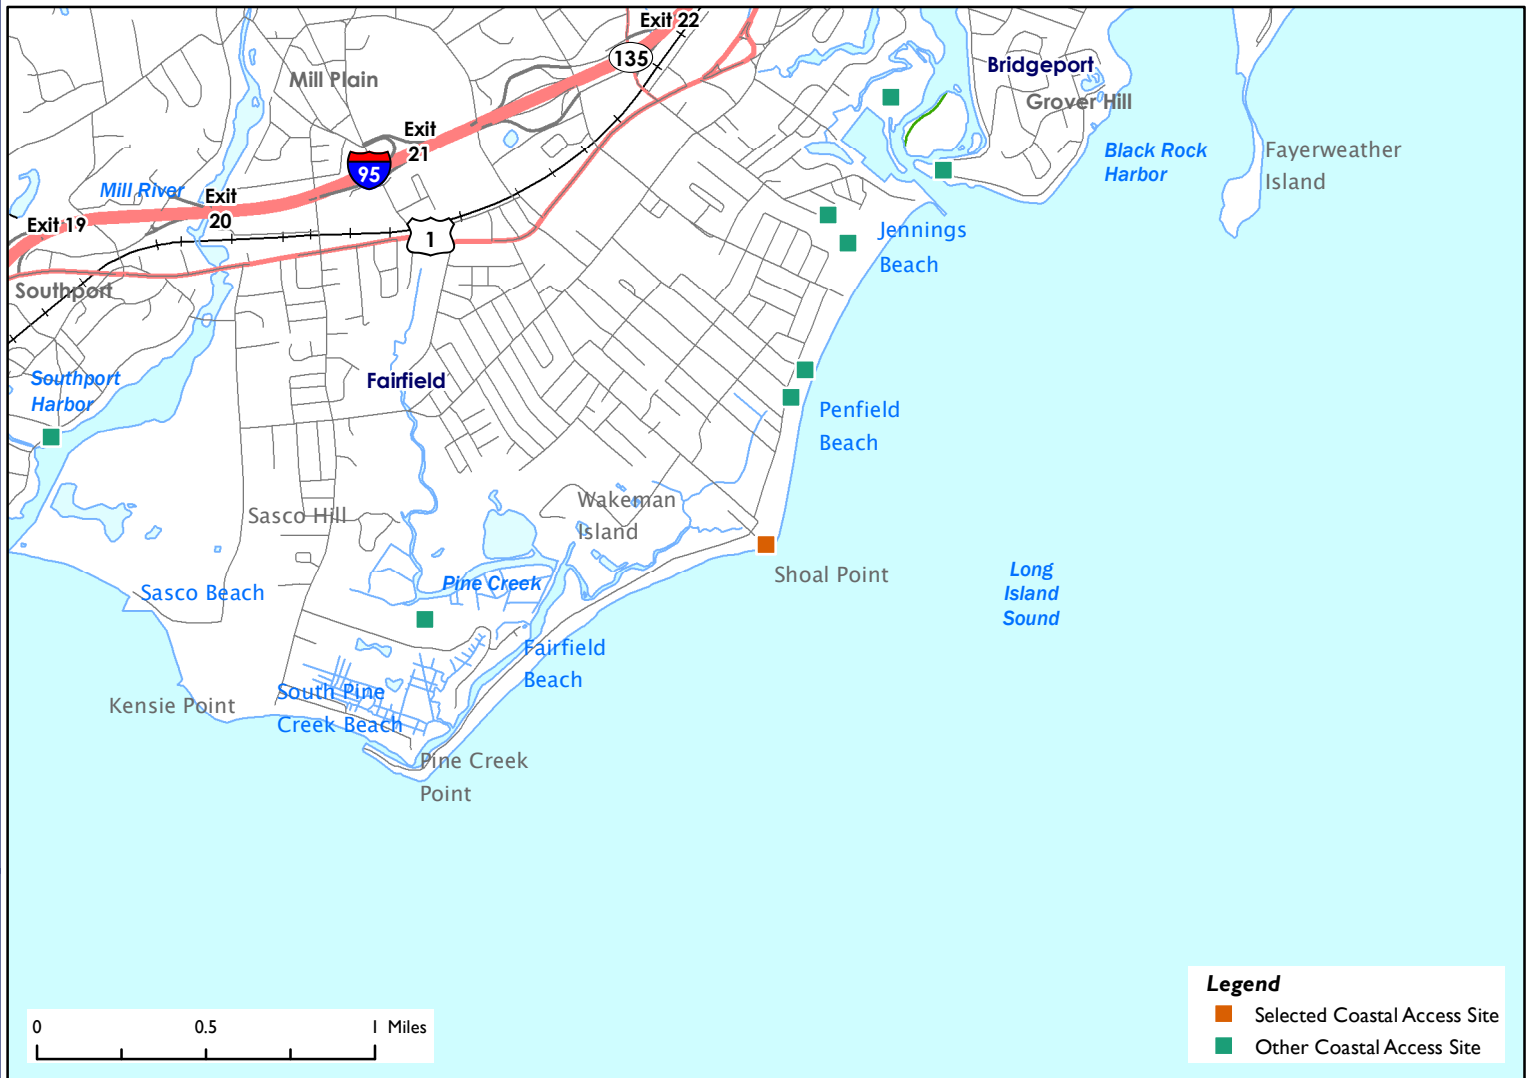 Exit 22
135
Mill Plain
Bridgeport
Grover Hill
Exit
21
95
Black Rock
Harbor
Fayerweather
Island
Mill River
Exit
20
Exit 19
1
Jennings
Beach
Southport
Southport
Harbor
Fairfield
Penfield
Beach
Wakeman
Island
Sasco Hill
Shoal Point
Long
Island
Sound
Pine Creek
Sasco Beach
Fairfield
Beach
South Pine
Creek Beach
Kensie Point
Pine Creek
Point
Legend
Selected Coastal Access Site
Other Coastal Access Site
0 0.5 1 Miles